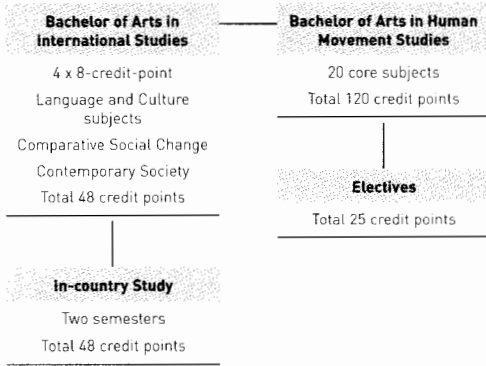 Bachelor of Arts in
International Studies
4 x 8-credit-point
Language and Culture
subjects
Comparative Social Change
Contemporary Society
Total 48 credit points
In-country Study
Two semesters
Total 48 credit points
Bachelor of Arts in Human
Movement Studies
20 core subjects
Total 120 credit points
Electives
Total 25 credit points